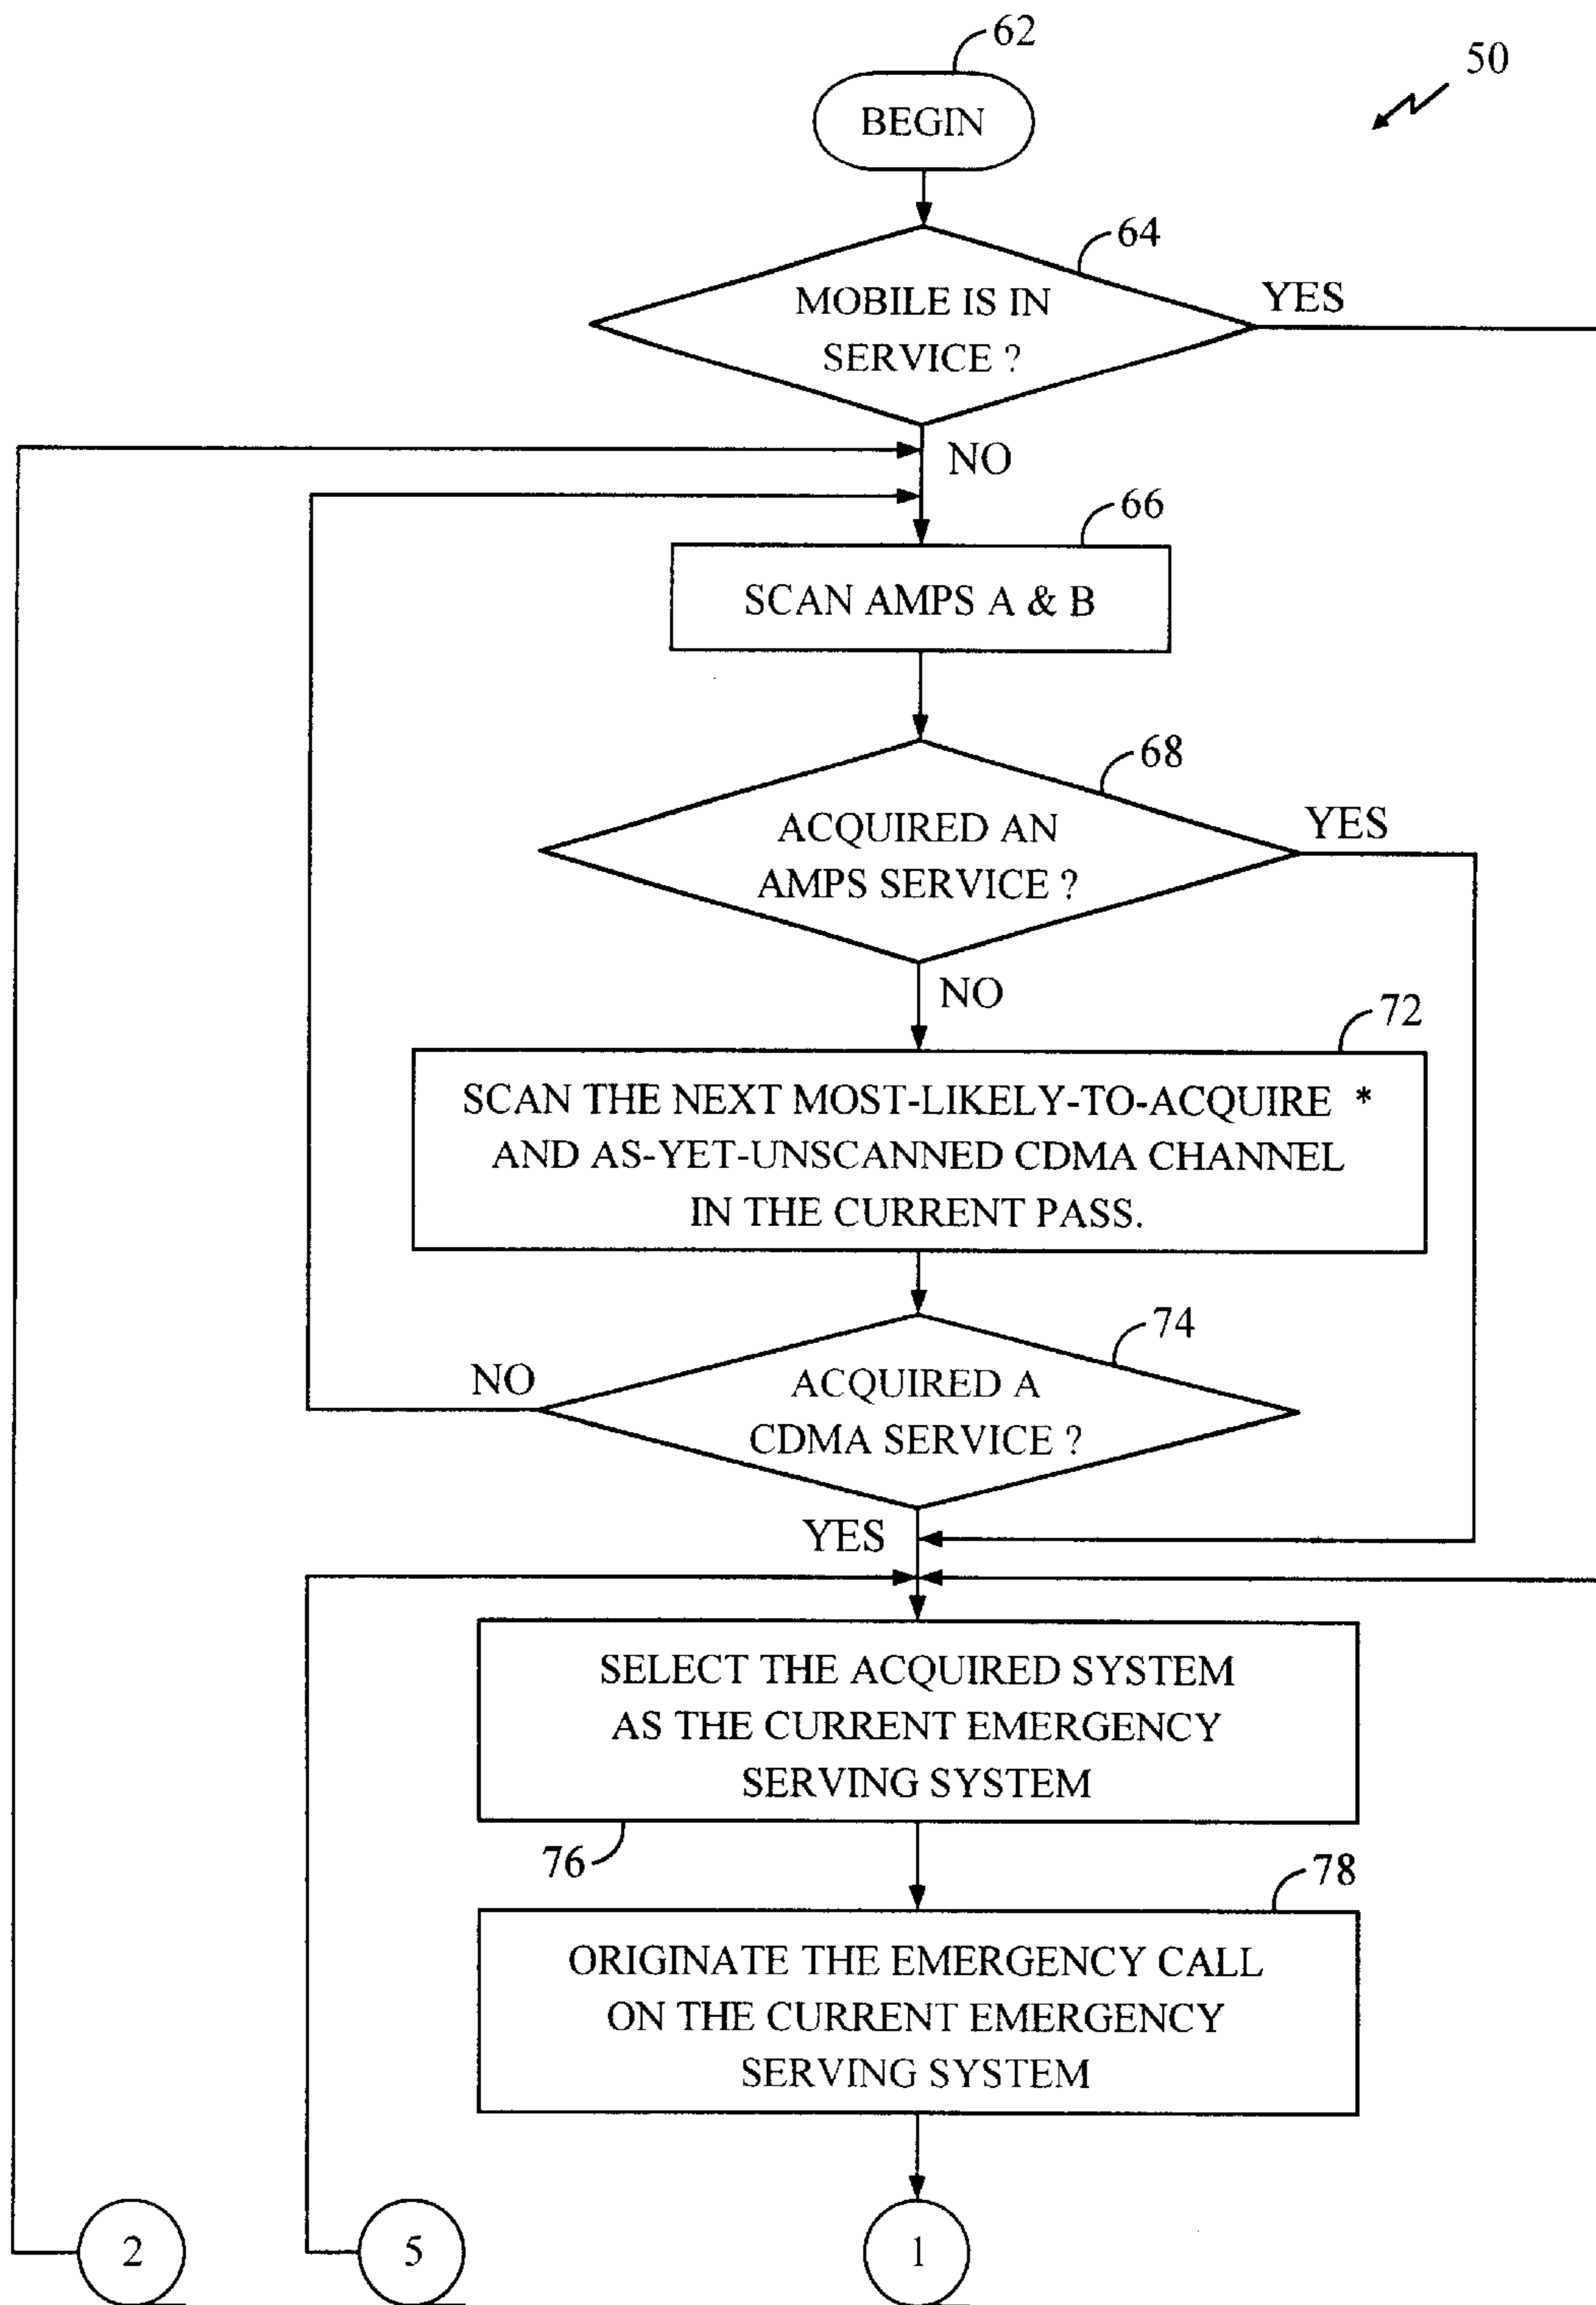 62
50
BEGIN
64
MOBILE IS IN
SERVICE ?
YES
NO
66
SCAN AMPS A & B
68
ACQUIRED AN
AMPS SERVICE ?
YES
NO
72
SCAN THE NEXT MOST-LIKELY-TO-ACQUIRE *
AND AS-YET-UNSCANNED CDMA CHANNEL
IN THE CURRENT PASS.
74
NO
ACQUIRED A
CDMA SERVICE ?
YES
SELECT THE ACQUIRED SYSTEM
AS THE CURRENT EMERGENCY
SERVING SYSTEM
76
78
ORIGINATE THE EMERGENCY CALL
ON THE CURRENT EMERGENCY
SERVING SYSTEM
2
5
1